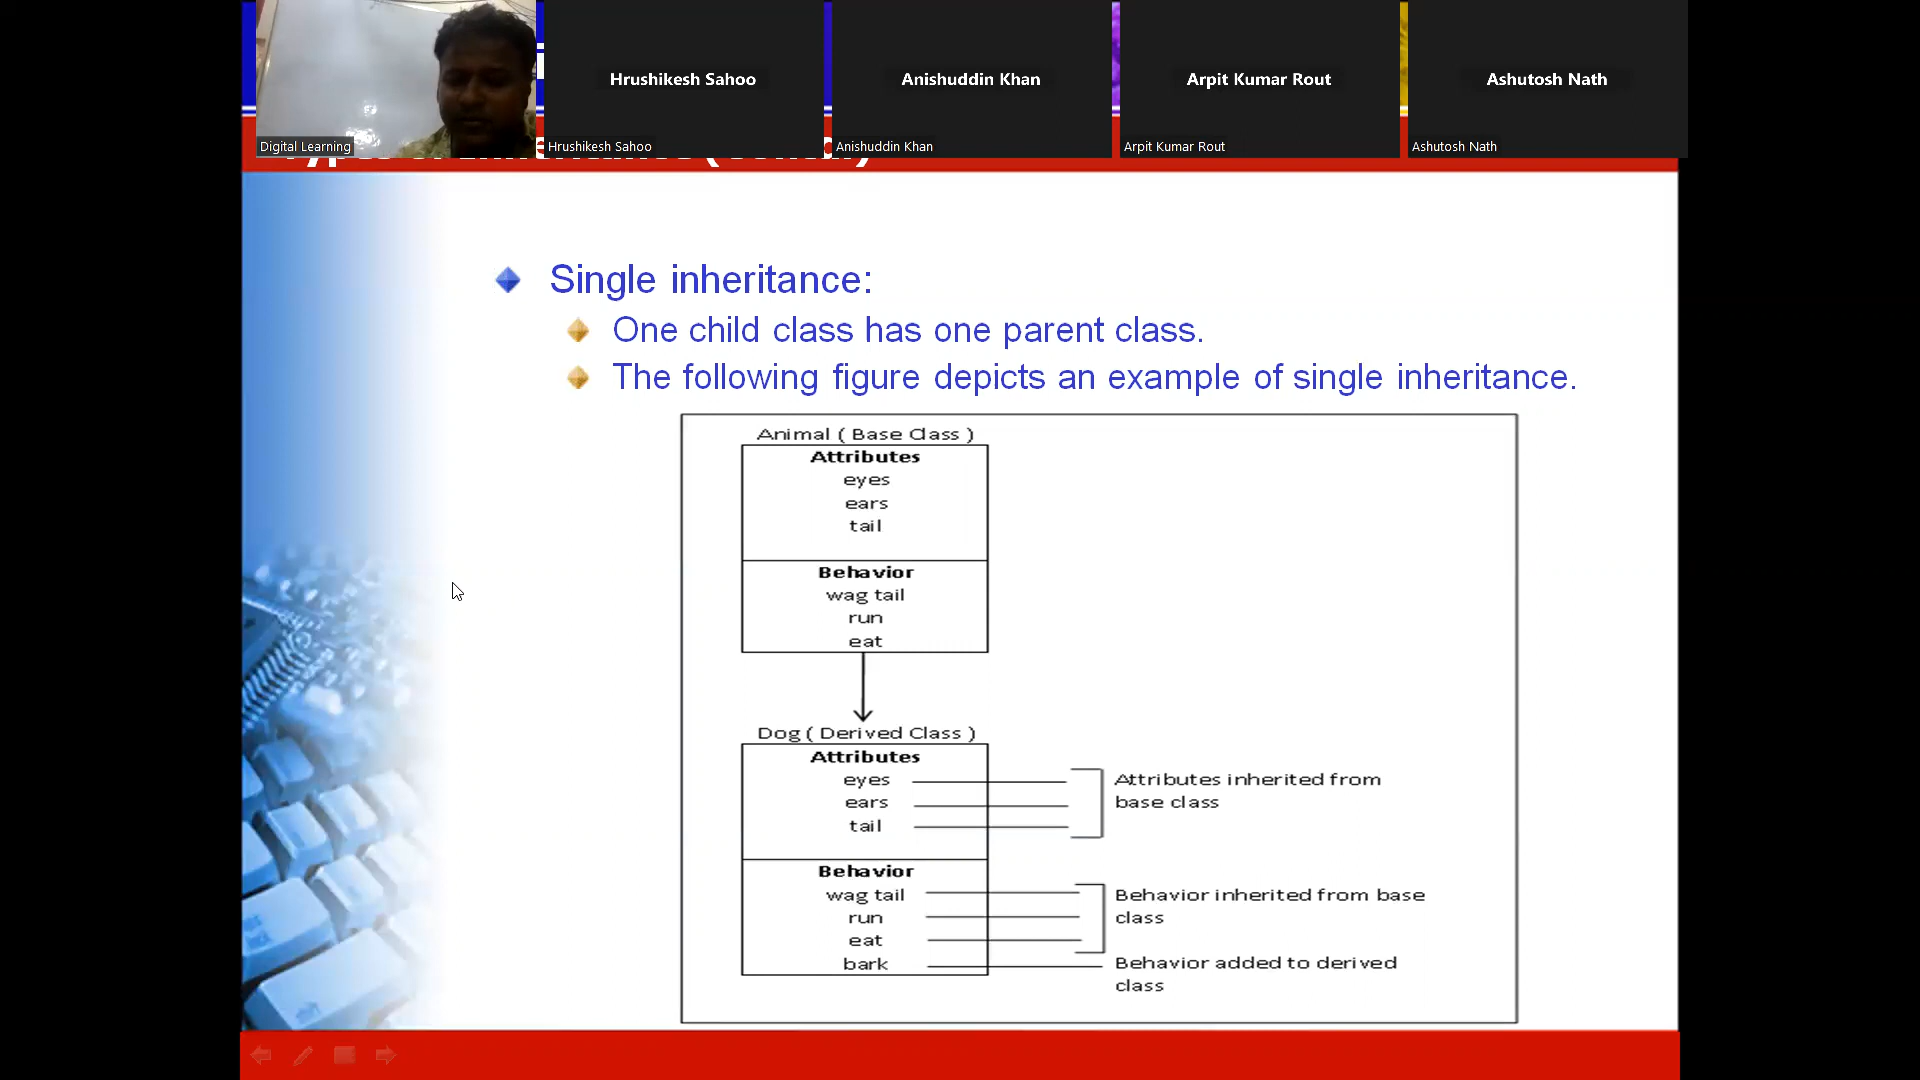 Hrushikesh Sahoo
Anishuddin Khan
Arpit Kumar Rout
Ashutosh Nath
Digital Learning
Hrushikesh Sahoo
Anishuddin Khan
Arpit Kumar Rout
Ashutosh Nath
Single inheritance:
One child class has one parent class.
The following figure depicts an example of single inheritance.
Animal ( Base Class )
Attributes
eyes
ears
tail
Behavior
wag tail
run
eat
Dog ( Derived Class )
Attributes
eyes
ears
tail
Attributes inherited from
base class
Behavior
wag tail
run
eat
bark
Behavior inherited from base
class
Behavior added to derived
class